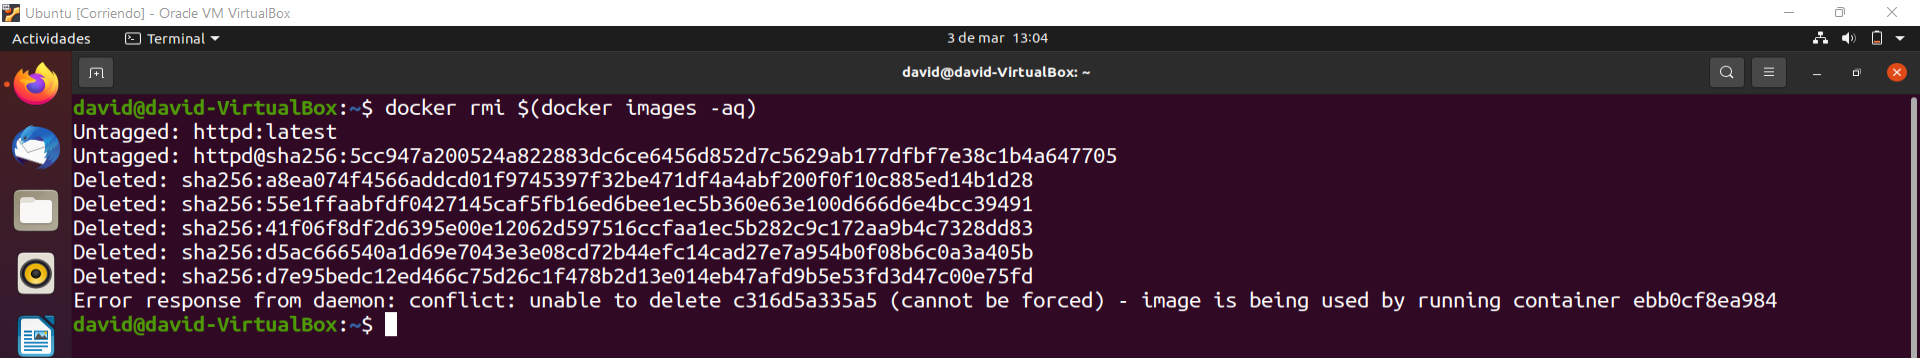 Ubuntu [Corriendo] - Oracle VM VirtualBox
Actividades Terminal 3 de mar 13:04
david@david-VirtualBox: ~
david@david-VirtualBox:~$ docker rmi $(docker images -aq)
Untagged: httpd:latest
Untagged: httpd@sha256:5cc947a200524a822883dc6ce6456d852d7c5629ab177dfbf7e38c1b4a647705
Deleted: sha256:a8ea074f4566addcd01f9745397f32be471df4a4abf200f0f10c885ed14b1d28
Deleted: sha256:55e1ffaabfdf0427145caf5fb16ed6bee1ec5b360e63e100d666d6e4bcc39491
Deleted: sha256:41f06f8df2d6395e00e12062d597516ccfaa1ec5b282c9c172aa9b4c7328dd83
Deleted: sha256:d5ac666540a1d69e7043e3e08cd72b44efc14cad27e7a954b0f08b6c0a3a405b
Deleted: sha256:d7e95bedc12ed466c75d26c1f478b2d13e014eb47afd9b5e53fd3d47c00e75fd
Error response from daemon: conflict: unable to delete c316d5a335a5 (cannot be forced) - image is being used by running container ebb0cf8ea984
david@david-VirtualBox:~$